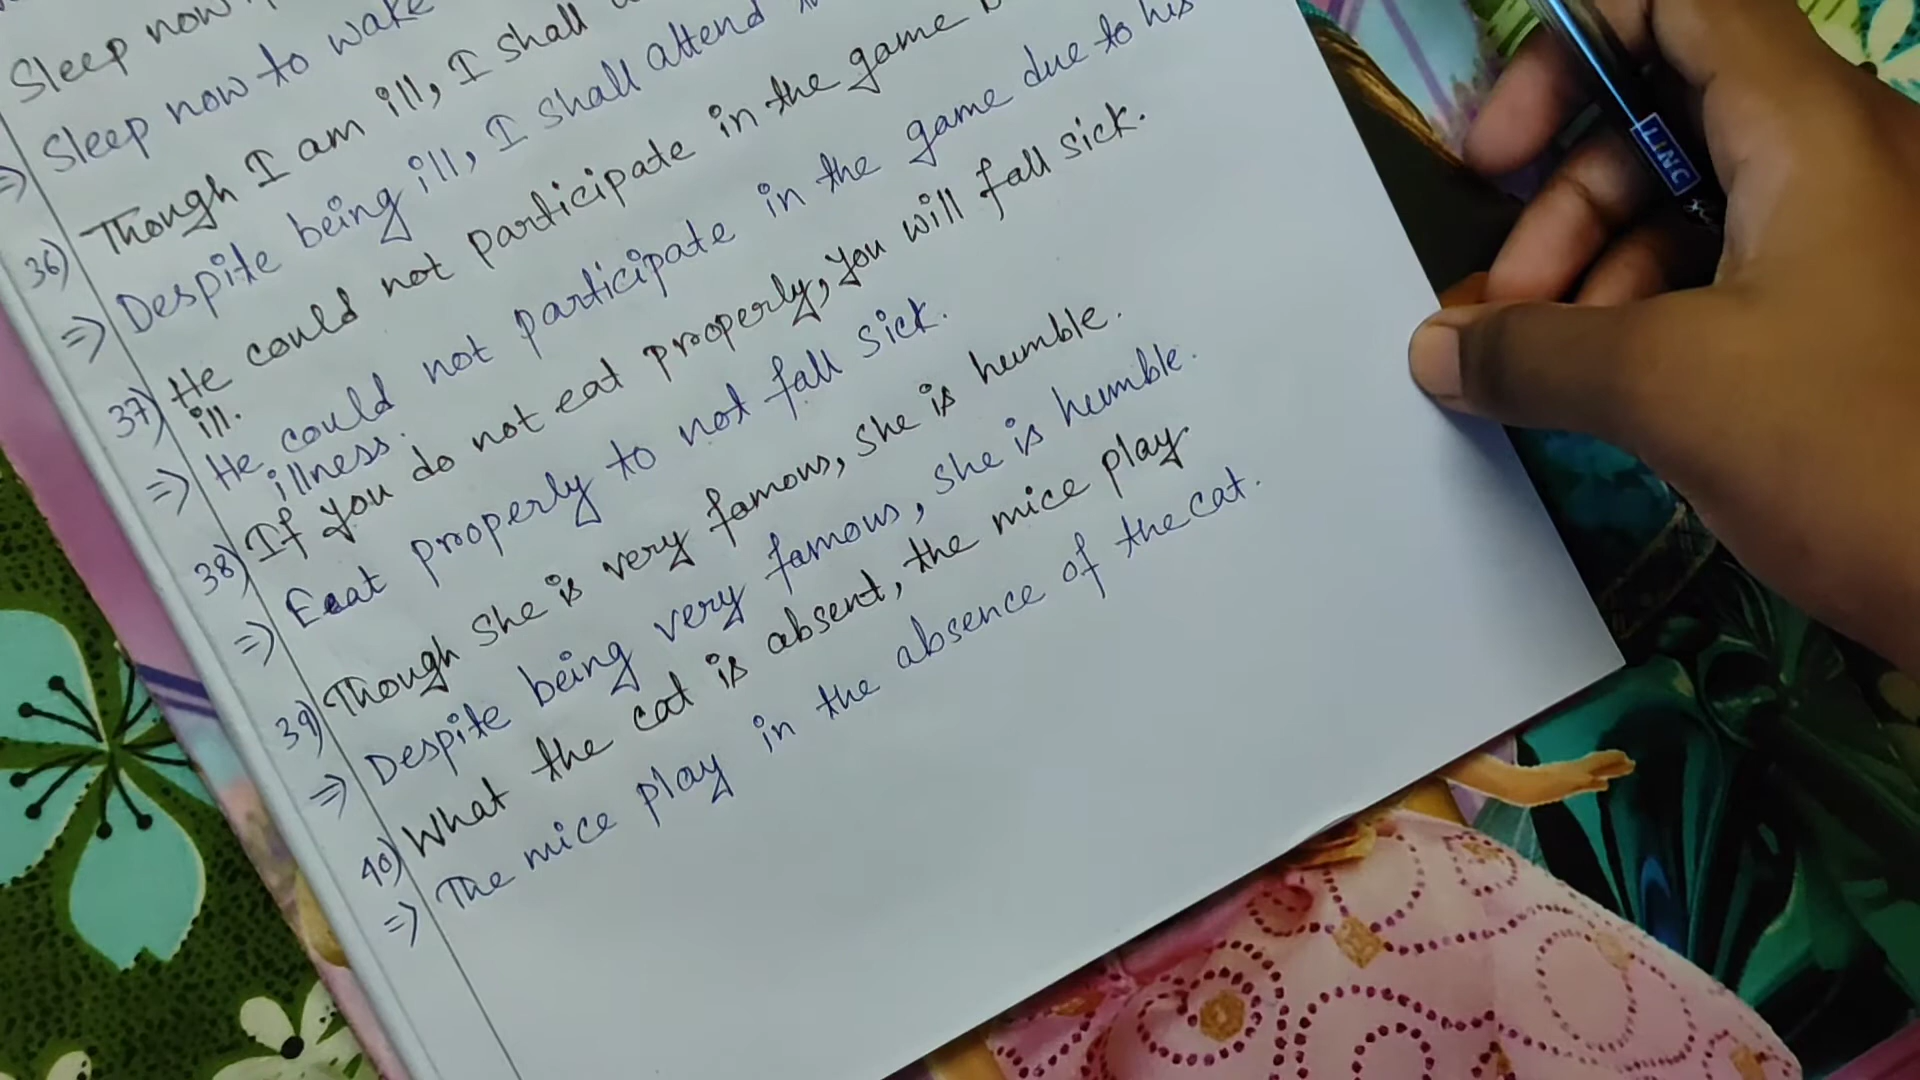 Sleep now
=) Sleep now to wake
36) Though I am ill, I shall
=) Despite being ill, I shall attend
37) He could not participate in the game
ill.
=) He could not participate in the game due to his
illness.
38) If you do not eat properly, you will fall sick.
=) Eat properly to not fall sick.
39) Though she is very famous, she is humble.
=) Despite being very famous, she is humble.
40) What the cat is absent, the mice play.
=) The mice play in the absence of the cat.
LINC